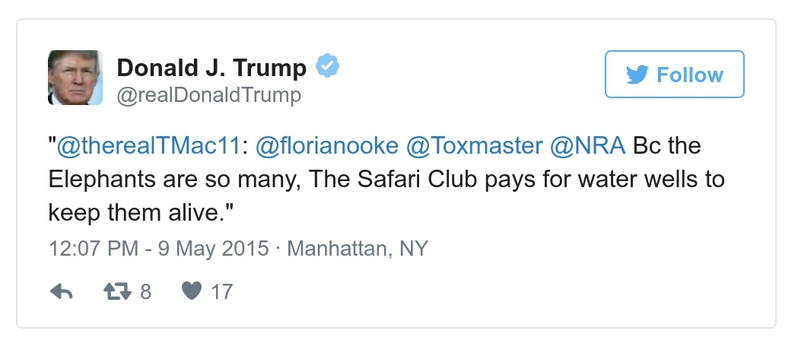 Donald J. Trump
@realDonaldTrump
Follow
"@therealTMac11: @florianooke @Toxmaster @NRA Bc the
Elephants are so many, The Safari Club pays for water wells to
keep them alive."
12:07 PM - 9 May 2015 · Manhattan, NY
8 17